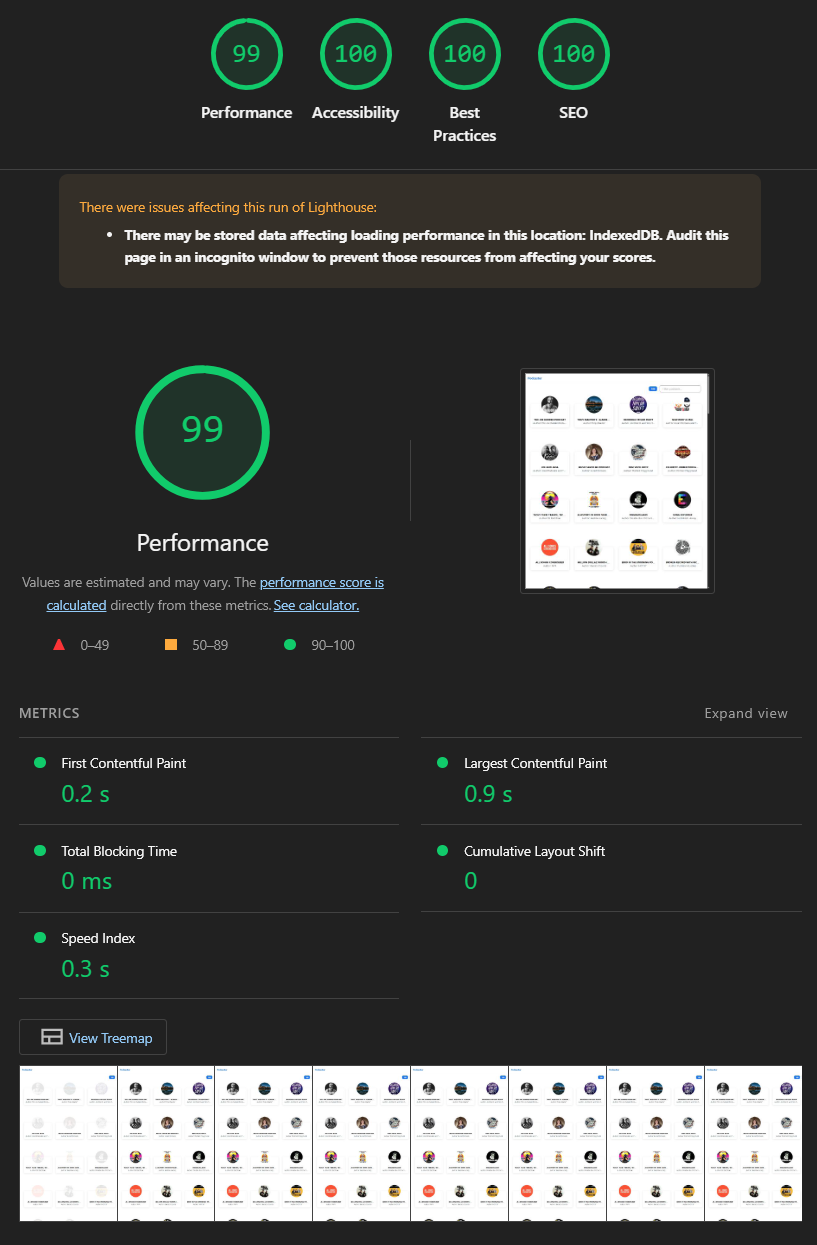 99
100
100
100
Performance
Accessibility
Best
Practices
SEO
There were issues affecting this run of Lighthouse:
There may be stored data affecting loading performance in this location: IndexedDB. Audit this
page in an incognito window to prevent those resources from affecting your scores.
99
Performance
Values are estimated and may vary. The performance score is
calculated directly from these metrics. See calculator.
0–49
50–89
90–100
METRICS
Expand view
First Contentful Paint
0.2 s
Largest Contentful Paint
0.9 s
Total Blocking Time
0 ms
Cumulative Layout Shift
0
Speed Index
0.3 s
View Treemap